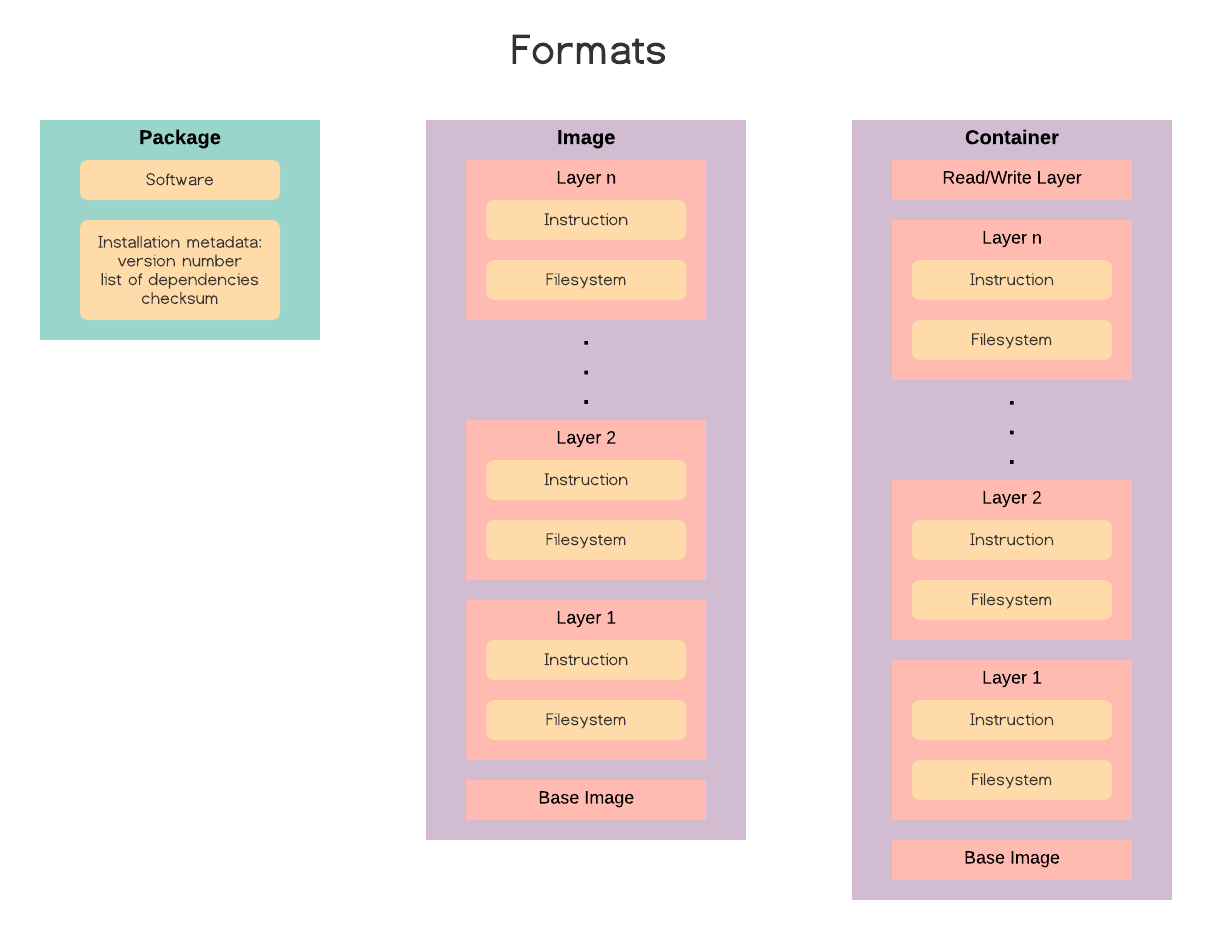 Formats
Package
Software
Installation metadata:
version number
list of dependencies
checksum
Image
Layer n
Instruction
Filesystem
.
.
.
Layer 2
Instruction
Filesystem
Layer 1
Instruction
Filesystem
Base Image
Container
Read/Write Layer
Layer n
Instruction
Filesystem
.
.
.
Layer 2
Instruction
Filesystem
Layer 1
Instruction
Filesystem
Base Image